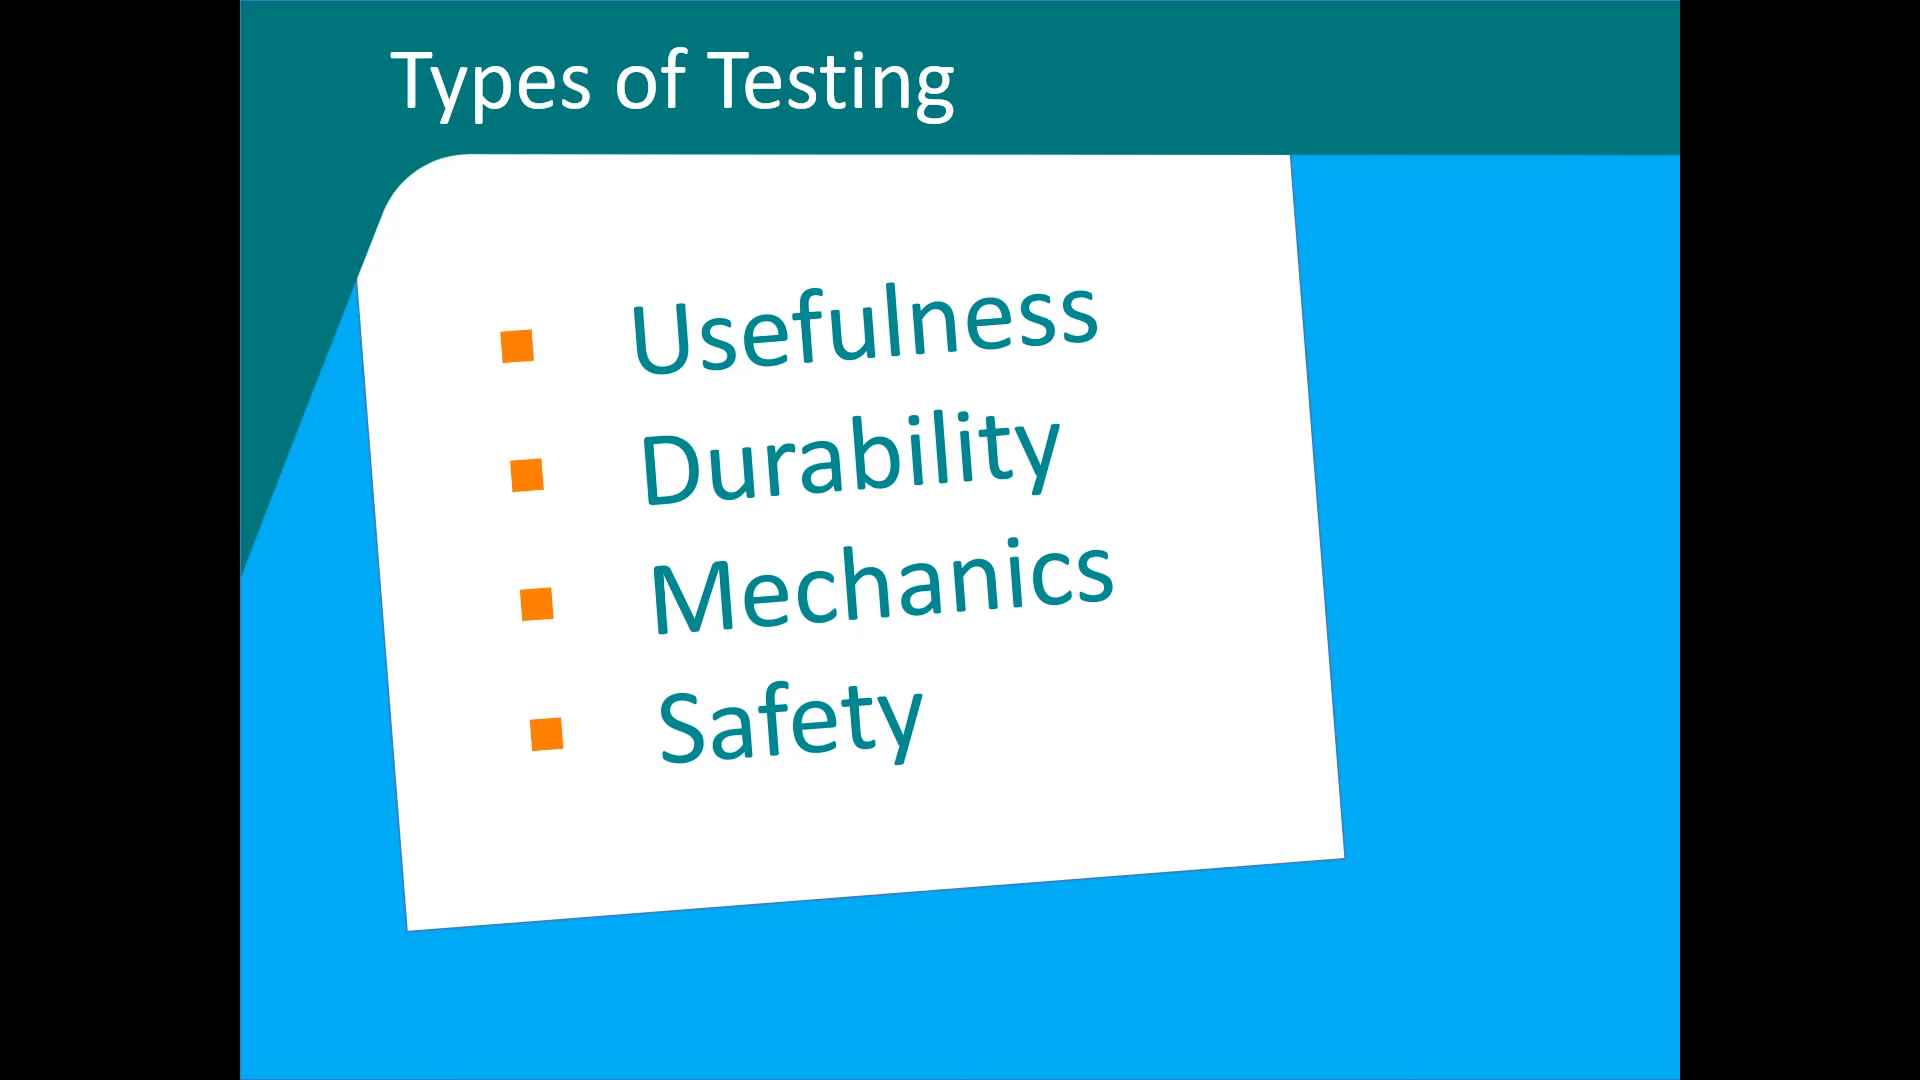 Types of Testing
Usefulness
Durability
Mechanics
Safety